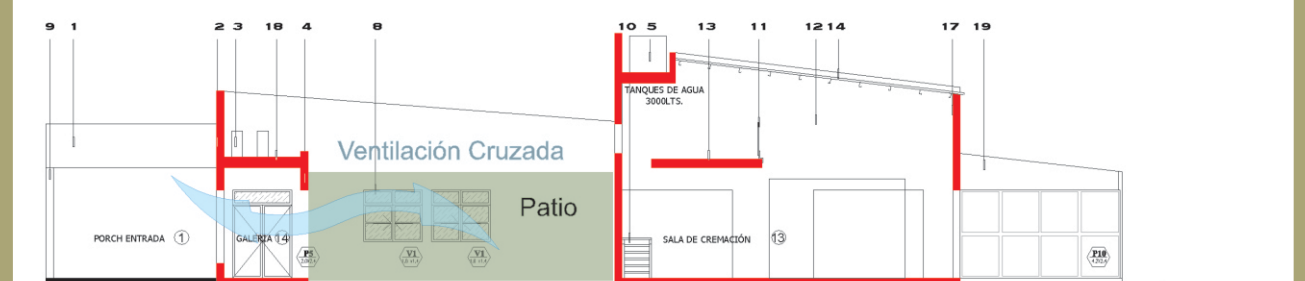 9 1 2 3 18 4 8 10 5 13 11 12 14 17 19
TANQUES DE AGUA
3000LTS.
Ventilación Cruzada
Patio
PORCH ENTRADA 1
GALERIA 14
SALA DE CREMACIÓN 13
P5
V1
V1
P10